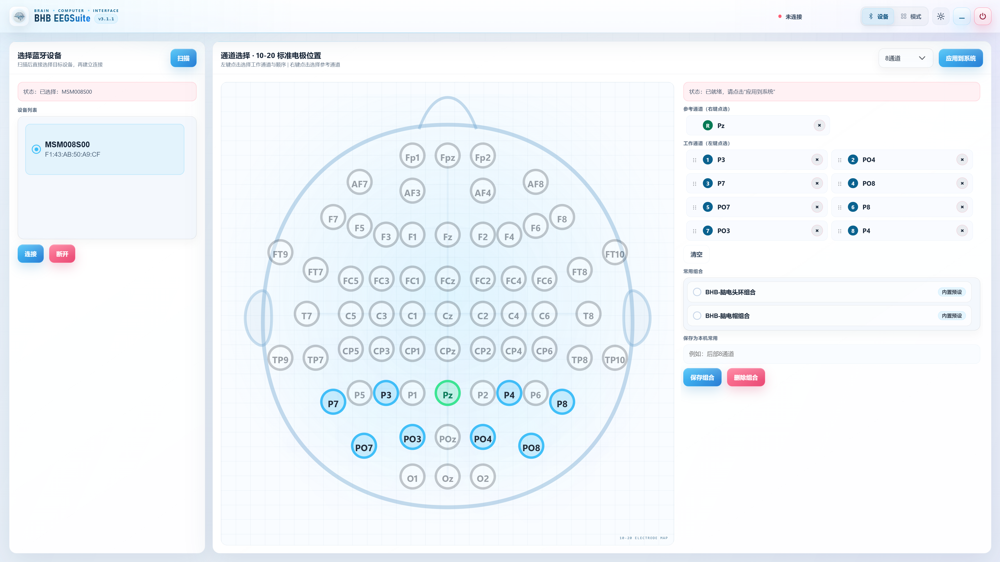 BRAIN • COMPUTER • INTERFACE
BHB EEGSuite v3.1.1
未连接
设备
模式
选择蓝牙设备
扫描后直接选择目标设备，再建立连接
扫描
状态：已选择：MSM008S00
设备列表
MSM008S00
F1:43:AB:50:A9:CF
连接
断开
通道选择 · 10-20 标准电极位置
左键点击选择工作通道与顺序 | 右键点击选择参考通道
8通道
应用到系统
Fp1 Fpz Fp2
AF7 AF8
AF3 AF4
F7 F8
F5 F6
F3 F1 Fz F2 F4
FT9 FT10
FT7 FT8
FC5 FC3 FC1 FCz FC2 FC4 FC6
T7 C5 C3 C1 Cz C2 C4 C6 T8
CP5 CP3 CP1 CPz CP2 CP4 CP6
TP9 TP7 TP8 TP10
P5 P3 P1 Pz P2 P4 P6
P7 P8
PO3 POz PO4
PO7 PO8
O1 Oz O2
10-20 ELECTRODE MAP
状态：已就绪，请点击“应用到系统”
参考通道（右键点选）
R Pz
工作通道（左键点选）
1 P3
2 PO4
3 P7
4 PO8
5 PO7
6 P8
7 PO3
8 P4
清空
常用组合
BHB-脑电头环组合 内置预设
BHB-脑电帽组合 内置预设
保存为本机常用
例如：后部8通道
保存组合
删除组合